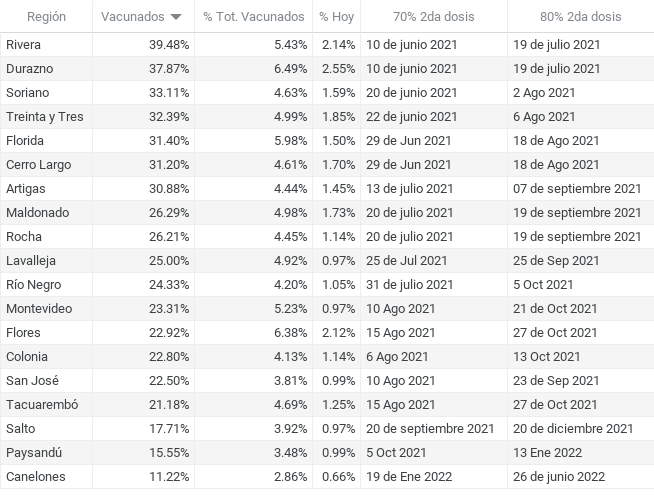 Región Vacunados % Tot. Vacunados % Hoy 70% 2da dosis 80% 2da dosis
Rivera 39.48% 5.43% 2.14% 10 de junio 2021 19 de julio 2021
Durazno 37.87% 6.49% 2.55% 10 de junio 2021 19 de julio 2021
Soriano 33.11% 4.63% 1.59% 20 de junio 2021 2 Ago 2021
Treinta y Tres 32.39% 4.99% 1.85% 22 de junio 2021 6 Ago 2021
Florida 31.40% 5.98% 1.50% 29 de Jun 2021 18 de Ago 2021
Cerro Largo 31.20% 4.61% 1.70% 29 de Jun 2021 18 de Ago 2021
Artigas 30.88% 4.44% 1.45% 13 de julio 2021 07 de septiembre 2021
Maldonado 26.29% 4.98% 1.73% 20 de julio 2021 19 de septiembre 2021
Rocha 26.21% 4.45% 1.14% 20 de julio 2021 19 de septiembre 2021
Lavalleja 25.00% 4.92% 0.97% 25 de Jul 2021 25 de Sep 2021
Río Negro 24.33% 4.20% 1.05% 31 de julio 2021 5 Oct 2021
Montevideo 23.31% 5.23% 0.97% 10 Ago 2021 21 de Oct 2021
Flores 22.92% 6.38% 2.12% 15 Ago 2021 27 de Oct 2021
Colonia 22.80% 4.13% 1.14% 6 Ago 2021 13 Oct 2021
San José 22.50% 3.81% 0.99% 10 Ago 2021 23 de Sep 2021
Tacuarembó 21.18% 4.69% 1.25% 15 Ago 2021 27 de Oct 2021
Salto 17.71% 3.92% 0.97% 20 de septiembre 2021 20 de diciembre 2021
Paysandú 15.55% 3.48% 0.99% 5 Oct 2021 13 Ene 2022
Canelones 11.22% 2.86% 0.66% 19 de Ene 2022 26 de junio 2022